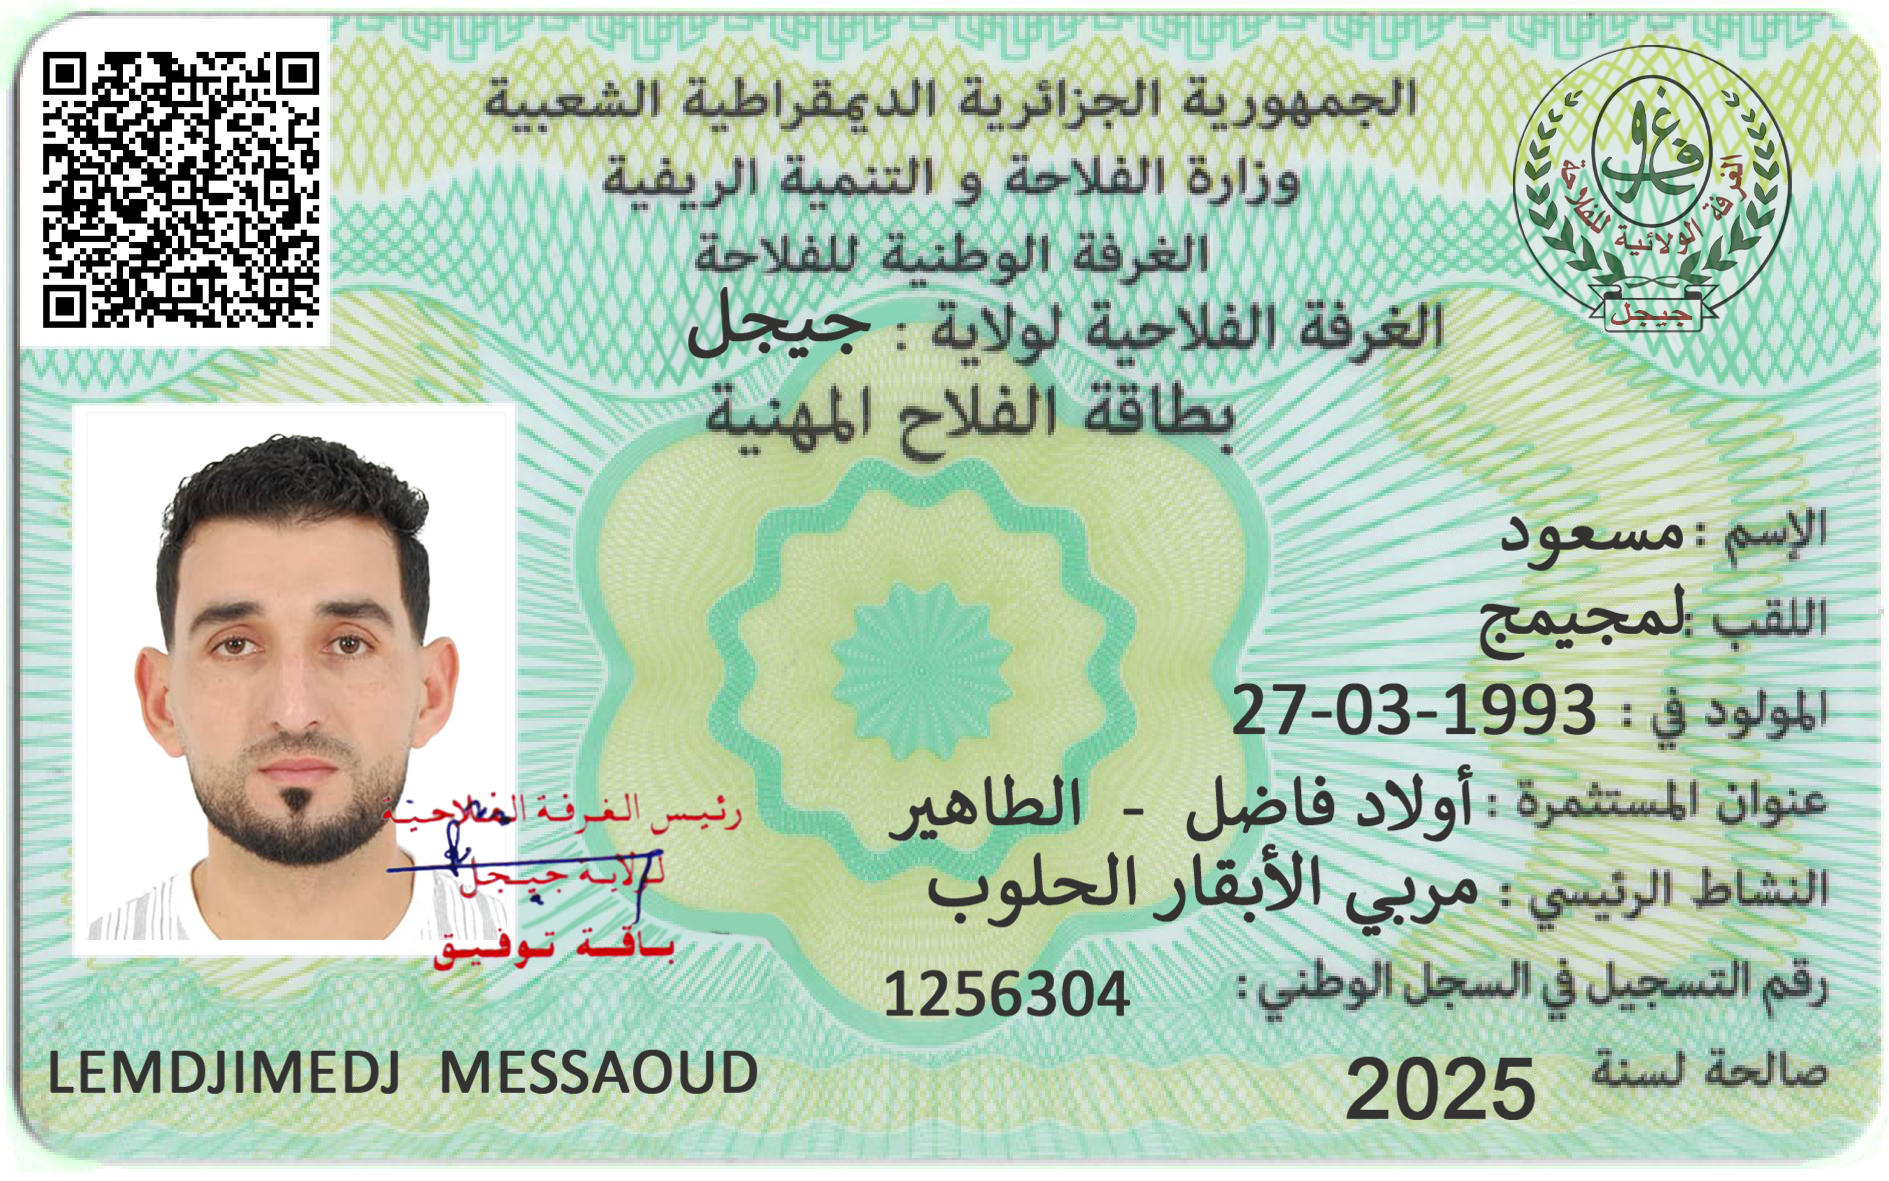 الجمهورية الجزائرية الديمقراطية الشعبية
وزارة الفلاحة و التنمية الريفية
الغرفة الوطنية للفلاحة
الغرفة الفلاحية لولاية : جيجل
بطاقة الفلاح المهنية
الغرفة الولائية للفلاحة
جيجل
الإسم : مسعود
اللقب : لمجيمج
المولود في : 27-03-1993
عنوان المستثمرة : أولاد فاضل - الطاهير
النشاط الرئيسي : مربي الأبقار الحلوب
رقم التسجيل في السجل الوطني : 1256304
صالحة لسنة 2025
رئيس الغرفة الفلاحية
لولاية جيجل
باقة توفيق
LEMDJIMEDJ MESSAOUD